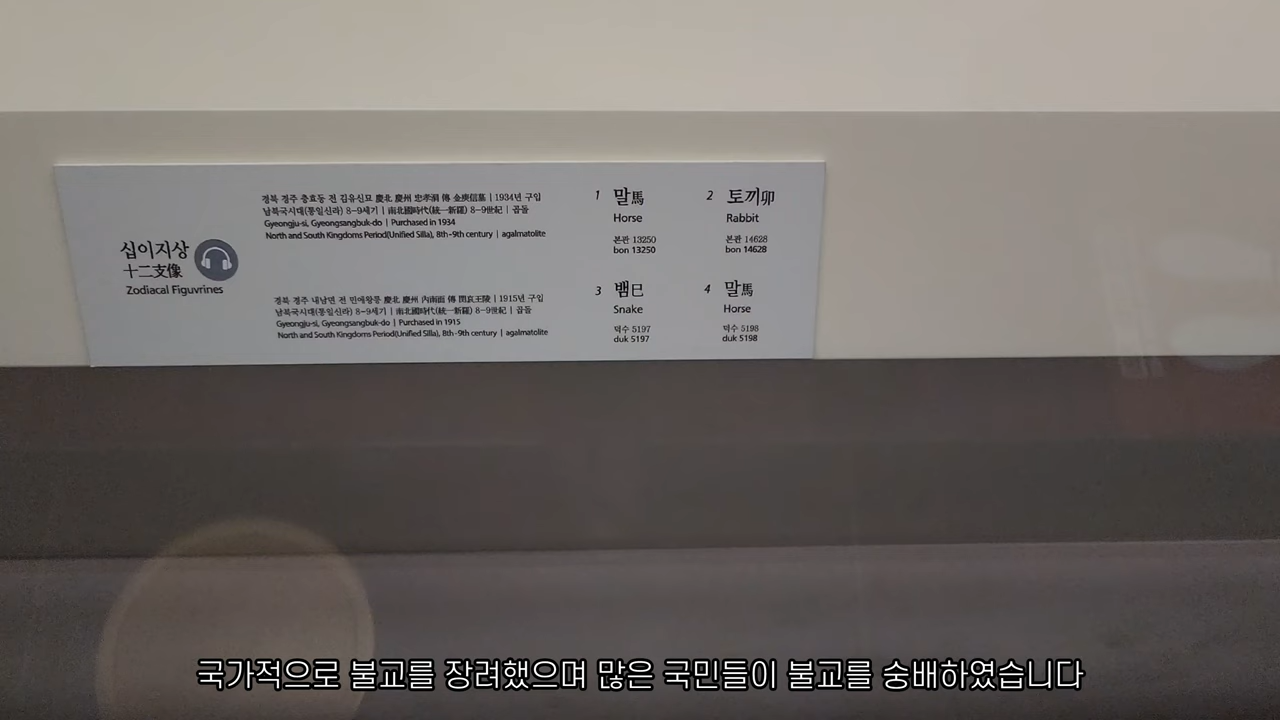 십이지상
十二支像
Zodiacal Figuvrines
경북 경주 충효동 전 김유신묘 慶北 慶州 忠孝洞 傳 金庾信墓 | 1934년 구입
남북국시대(통일신라) 8-9세기 | 南北國時代(統一新羅) 8-9世紀 | 곱돌
Gyeongju-si, Gyeongsangbuk-do | Purchased in 1934
North and South Kingdoms Period(Unified Silla), 8th-9th century | agalmatolite
경북 경주 내남면 전 민애왕릉 慶北 慶州 內南面 傳 閔哀王陵 | 1915년 구입
남북국시대(통일신라) 8-9세기 | 南北國時代(統一新羅) 8-9世紀 | 곱돌
Gyeongju-si, Gyeongsangbuk-do | Purchased in 1915
North and South Kingdoms Period(Unified Silla), 8th-9th century | agalmatolite
1 말馬
Horse
본관 13250
bon 13250
2 토끼卯
Rabbit
본관 14628
bon 14628
3 뱀巳
Snake
덕수 5197
duk 5197
4 말馬
Horse
덕수 5198
duk 5198
국가적으로 불교를 장려했으며 많은 국민들이 불교를 숭배하였습니다